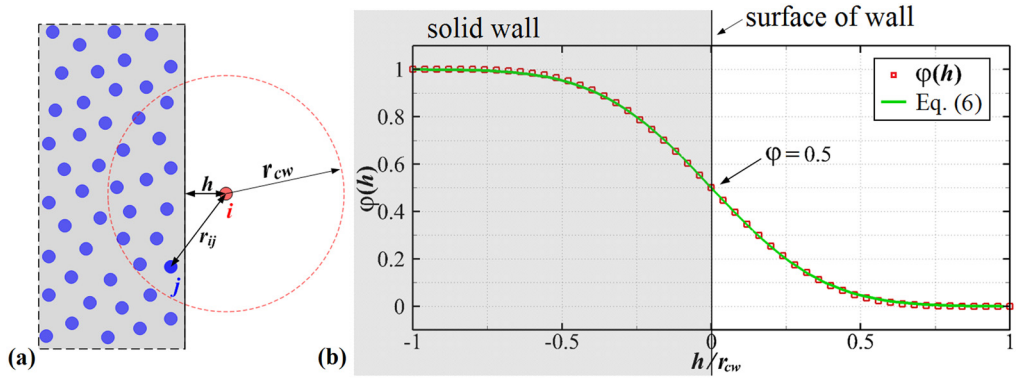 h
r_cw
i
r_ij
j
(a)
solid wall
surface of wall
φ(h)
1
0.8
0.6
0.4
0.2
0
-1
-0.5
0
0.5
1
h/r_cw
φ(h)
Eq. (6)
φ=0.5
(b)